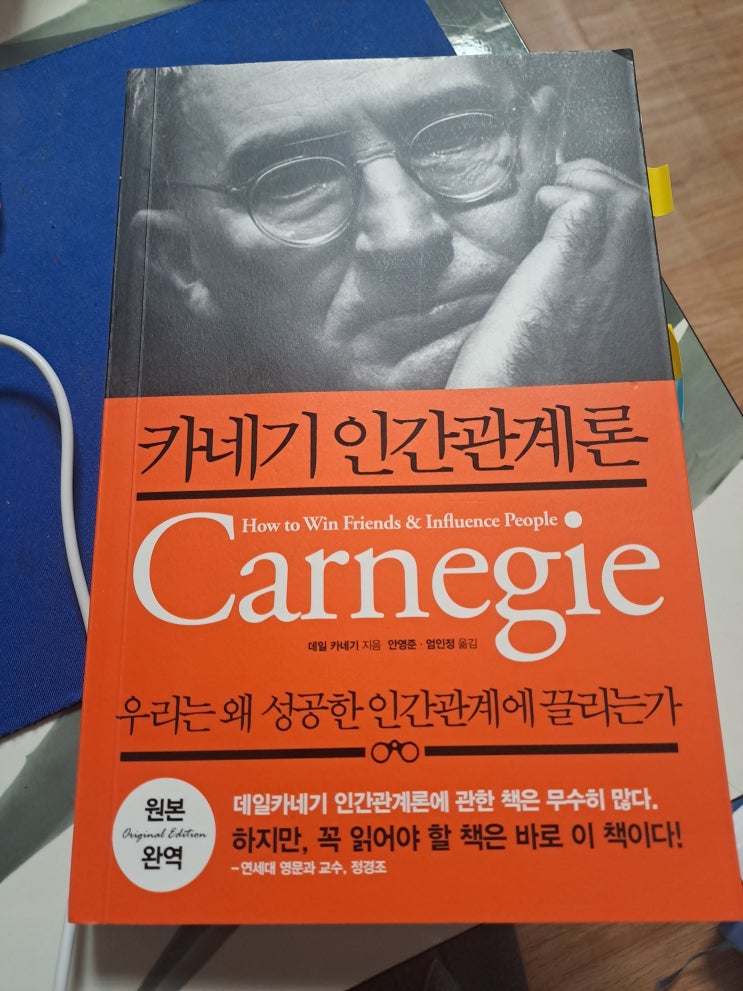 카네기 인간관계론
How to Win Friends & Influence People
Carnegie
데일 카네기 지음 안영준 · 엄인정 옮김
우리는 왜 성공한 인간관계에 끌리는가
원본
Original Edition
완역
데일카네기 인간관계론에 관한 책은 무수히 많다.
하지만, 꼭 읽어야 할 책은 바로 이 책이다!
-연세대 영문과 교수, 정경조